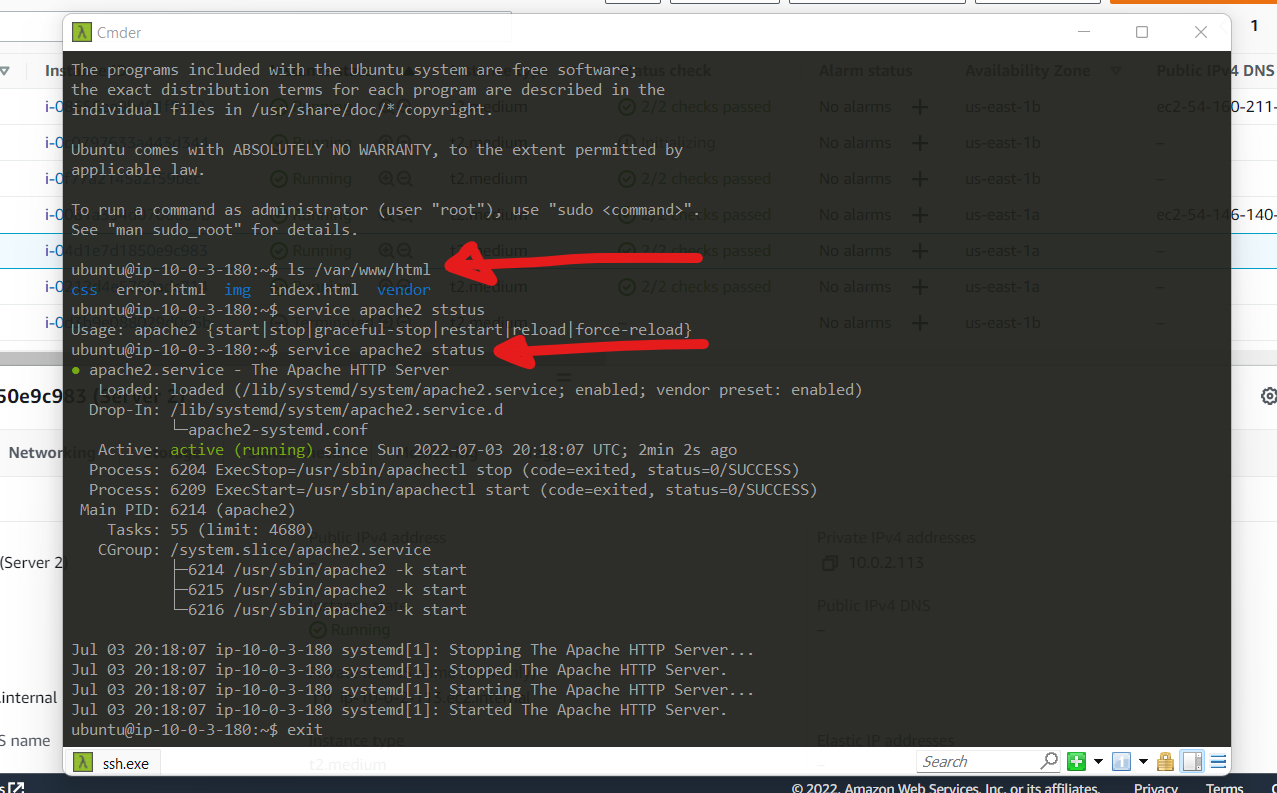 1
Cmder
Status check
Alarm status
Availability Zone
Public IPv4 DNS
The programs included with the Ubuntu system are free software;
the exact distribution terms for each program are described in the
individual files in /usr/share/doc/*/copyright.
2/2 checks passed
No alarms
us-east-1b
ec2-54-160-211-
No alarms
us-east-1b
–
Ubuntu comes with ABSOLUTELY NO WARRANTY, to the extent permitted by
applicable law.
Running
t2.medium
2/2 checks passed
No alarms
us-east-1b
–
To run a command as administrator (user "root"), use "sudo <command>".
See "man sudo_root" for details.
No alarms
us-east-1a
ec2-54-146-140-
i-04d1e7d1850e9c983
Running
t2.medium
2/2 checks passed
No alarms
us-east-1a
–
ubuntu@ip-10-0-3-180:~$ ls /var/www/html
css error.html img index.html vendor
2/2 checks passed
No alarms
us-east-1a
–
ubuntu@ip-10-0-3-180:~$ service apache2 status
Usage: apache2 {start|stop|graceful-stop|restart|reload|force-reload}
No alarms
us-east-1b
–
ubuntu@ip-10-0-3-180:~$ service apache2 status
● apache2.service - The Apache HTTP Server
Loaded: loaded (/lib/systemd/system/apache2.service; enabled; vendor preset: enabled)
50e9c983 (Server 2)
Drop-In: /lib/systemd/system/apache2.service.d
└─apache2-systemd.conf
Networking
Active: active (running) since Sun 2022-07-03 20:18:07 UTC; 2min 2s ago
Process: 6204 ExecStop=/usr/sbin/apachectl stop (code=exited, status=0/SUCCESS)
Process: 6209 ExecStart=/usr/sbin/apachectl start (code=exited, status=0/SUCCESS)
Main PID: 6214 (apache2)
Tasks: 55 (limit: 4680)
Public IPv4 address
Private IPv4 addresses
CGroup: /system.slice/apache2.service
(Server 2)
–
10.0.2.113
├─6214 /usr/sbin/apache2 -k start
├─6215 /usr/sbin/apache2 -k start
└─6216 /usr/sbin/apache2 -k start
Public IPv4 DNS
Running
–
Jul 03 20:18:07 ip-10-0-3-180 systemd[1]: Stopping The Apache HTTP Server...
Jul 03 20:18:07 ip-10-0-3-180 systemd[1]: Stopped The Apache HTTP Server.
Jul 03 20:18:07 ip-10-0-3-180 systemd[1]: Starting The Apache HTTP Server...
.internal
Jul 03 20:18:07 ip-10-0-3-180 systemd[1]: Started The Apache HTTP Server.
ubuntu@ip-10-0-3-180:~$ exit
S name
Instance type
Elastic IP addresses
t2.medium
–
ssh.exe
Search
© 2022, Amazon Web Services, Inc. or its affiliates.
Privacy
Terms